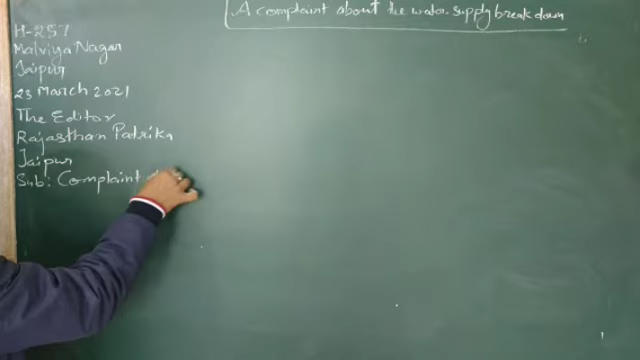 A complaint about the water supply break down
H-257
Malviya Nagar
Jaipur
23 March 2021
The Editor
Rajasthan Patrika
Jaipur
Sub: Complaint